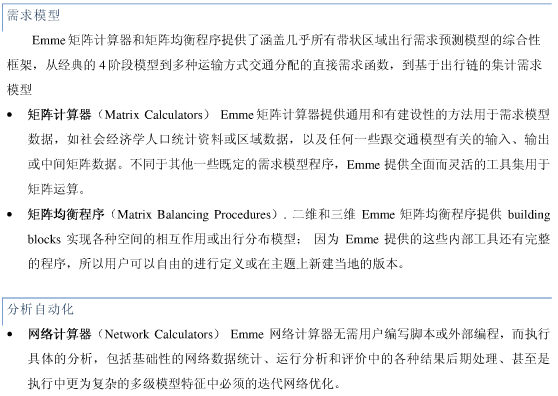 需求模型
Emme 矩阵计算器和矩阵均衡程序提供了涵盖几乎所有带状区域出行需求预测模型的综合性
框架，从经典的 4 阶段模型到多种运输方式交通分配的直接需求函数，到基于出行链的集计需求
模型
• 矩阵计算器（Matrix Calculators） Emme 矩阵计算器提供通用和有建设性的方法用于需求模型
数据，如社会经济学人口统计资料或区域数据，以及任何一些跟交通模型有关的输入、输出
或中间矩阵数据。不同于其他一些既定的需求模型程序，Emme 提供全面而灵活的工具集用于
矩阵运算。
• 矩阵均衡程序（Matrix Balancing Procedures）. 二维和三维 Emme 矩阵均衡程序提供 building
blocks 实现各种空间的相互作用或出行分布模型； 因为 Emme 提供的这些内部工具还有完整
的程序，所以用户可以自由的进行定义或在主题上新建当地的版本。
分析自动化
• 网络计算器（Network Calculators） Emme 网络计算器无需用户编写脚本或外部编程，而执行
具体的分析，包括基础性的网络数据统计、运行分析和评价中的各种结果后期处理、甚至是
执行中更为复杂的多级模型特征中必须的迭代网络优化。